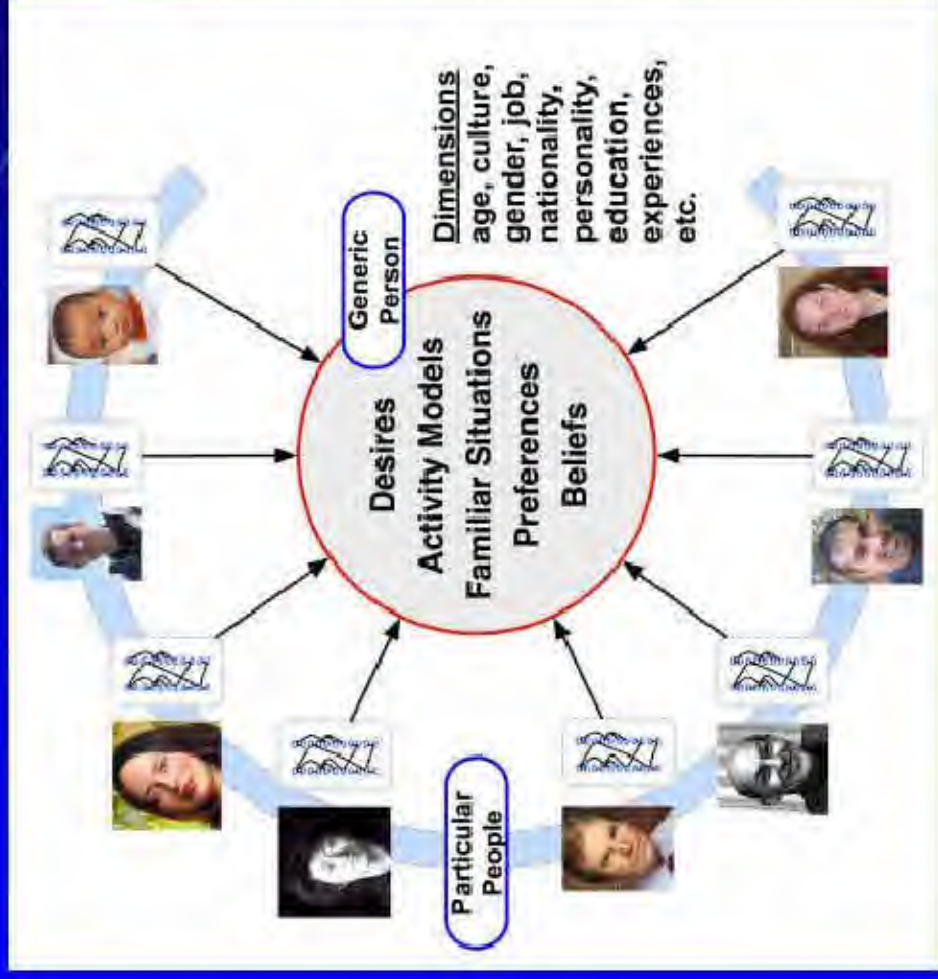 Particular
People
Generic
Person
Desires
Activity Models
Familiar Situations
Preferences
Beliefs
Dimensions
age, culture,
gender, job,
nationality,
personality,
education,
experiences,
etc.